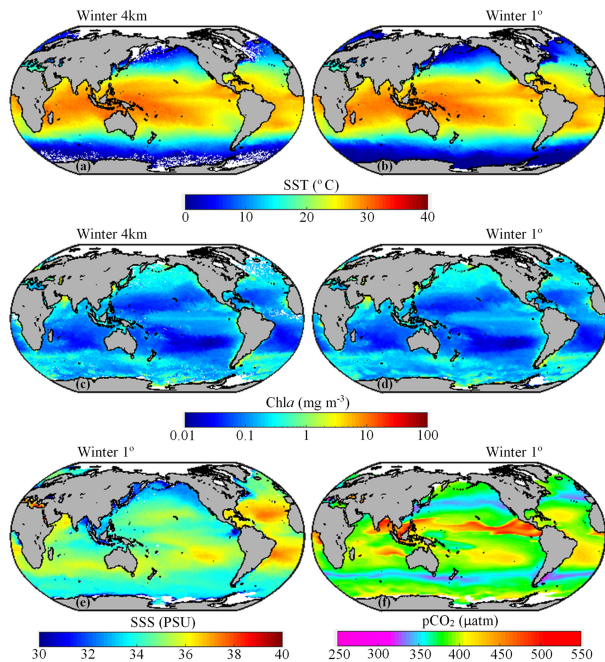 Winter 4km Winter 1°
(a) (b)
SST (° C)
0 10 20 30 40
Winter 4km Winter 1°
(c) (d)
Chla (mg m⁻³)
0.01 0.1 1 10 100
Winter 1° Winter 1°
(e) (f)
SSS (PSU) pCO₂ (μatm)
30 32 34 36 38 40 250 300 350 400 450 500 550